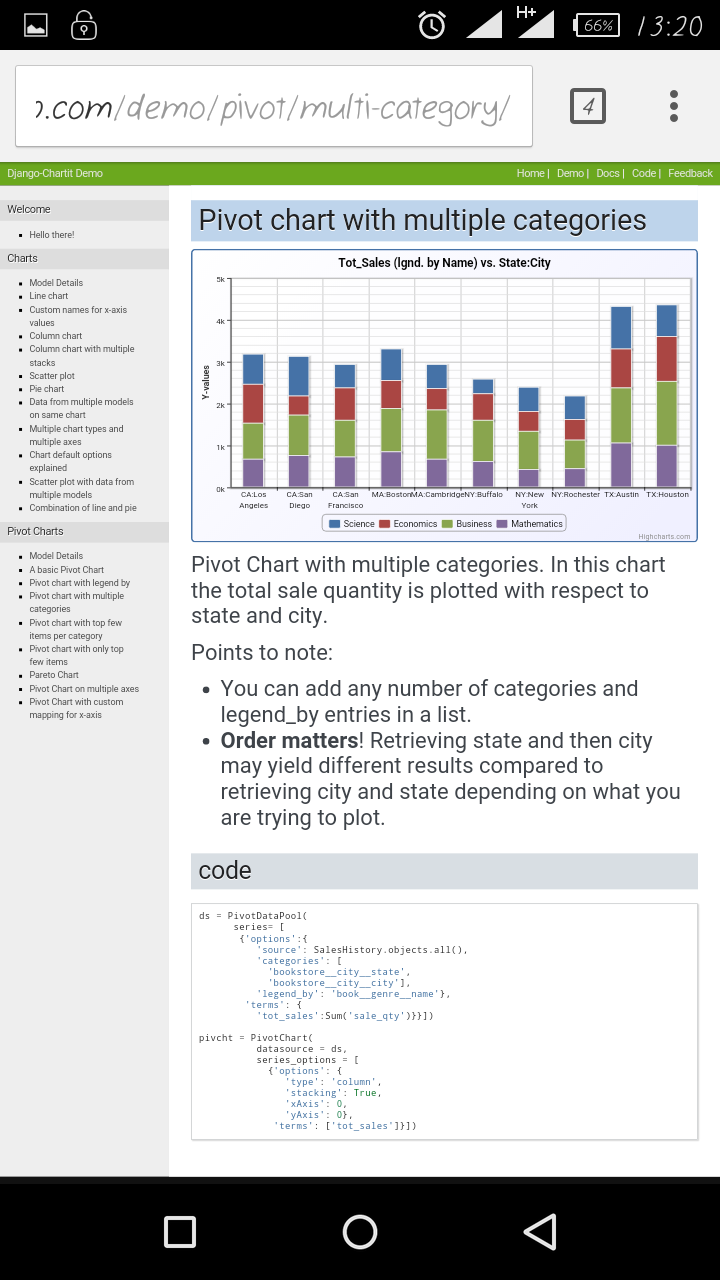 H+
66%
13:20
o.com/demo/pivot/multi-category/
4
Django-Chartit Demo
Home | Demo | Docs | Code | Feedback
Welcome
Hello there!
Charts
Model Details
Line chart
Custom names for x-axis
values
Column chart
Column chart with multiple
stacks
Scatter plot
Pie chart
Data from multiple models
on same chart
Multiple chart types and
multiple axes
Chart default options
explained
Scatter plot with data from
multiple models
Combination of line and pie
Pivot Charts
Model Details
A basic Pivot Chart
Pivot chart with legend by
Pivot chart with multiple
categories
Pivot chart with top few
items per category
Pivot chart with only top
few items
Pareto Chart
Pivot Chart on multiple axes
Pivot Chart with custom
mapping for x-axis
Pivot chart with multiple categories
Tot_Sales (lgnd. by Name) vs. State:City
Y-values
5k
4k
3k
2k
1k
0k
CA:Los
Angeles
CA:San
Diego
CA:San
Francisco
MA:Boston
MA:Cambridge
NY:Buffalo
NY:New
York
NY:Rochester
TX:Austin
TX:Houston
Science Economics Business Mathematics
Highcharts.com
Pivot Chart with multiple categories. In this chart
the total sale quantity is plotted with respect to
state and city.
Points to note:
You can add any number of categories and
legend_by entries in a list.
Order matters! Retrieving state and then city
may yield different results compared to
retrieving city and state depending on what you
are trying to plot.
code
ds = PivotDataPool(
series= [
{'options':{
'source': SalesHistory.objects.all(),
'categories': [
'bookstore__city__state',
'bookstore__city__city'],
'legend_by': 'book__genre__name'},
'terms': {
'tot_sales':Sum('sale_qty')}}])
pivcht = PivotChart(
datasource = ds,
series_options = [
{'options': {
'type': 'column',
'stacking': True,
'xAxis': 0,
'yAxis': 0},
'terms': ['tot_sales']}])